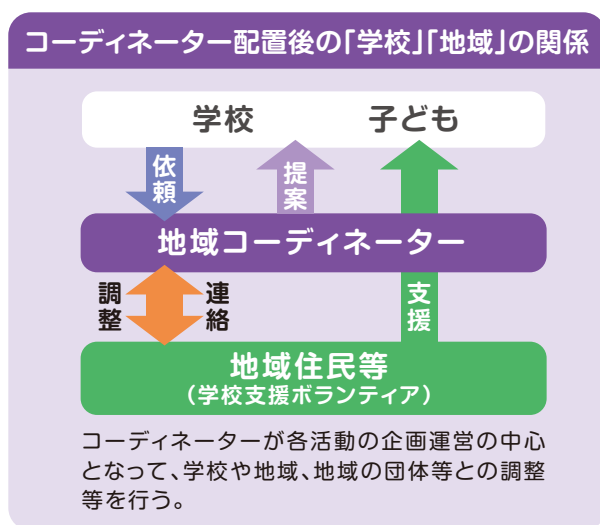 コーディネーター配置後の「学校」「地域」の関係
学校　子ども
依頼
提案
地域コーディネーター
調整
連絡
支援
地域住民等
（学校支援ボランティア）
コーディネーターが各活動の企画運営の中心
となって、学校や地域、地域の団体等との調整
等を行う。